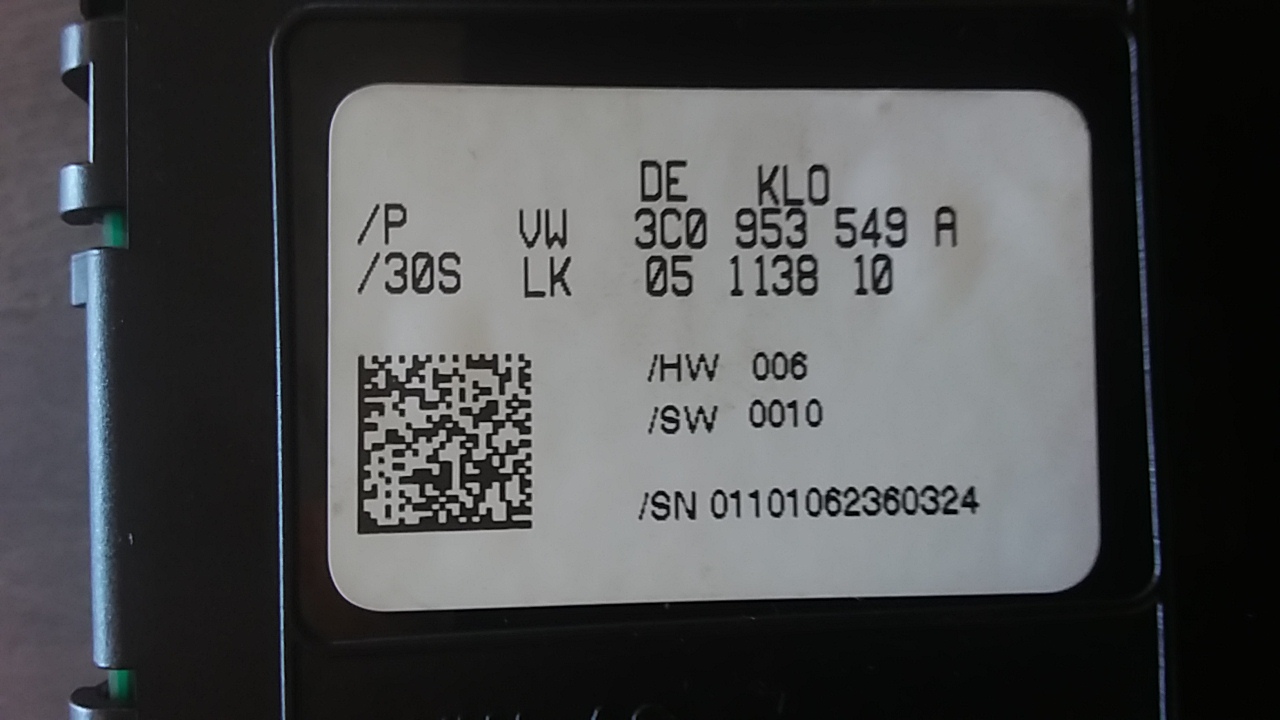 DE KLO
/P VW 3C0 953 549 A
/30S LK 05 1138 10
/HW 006
/SW 0010
/SN 01101062360324